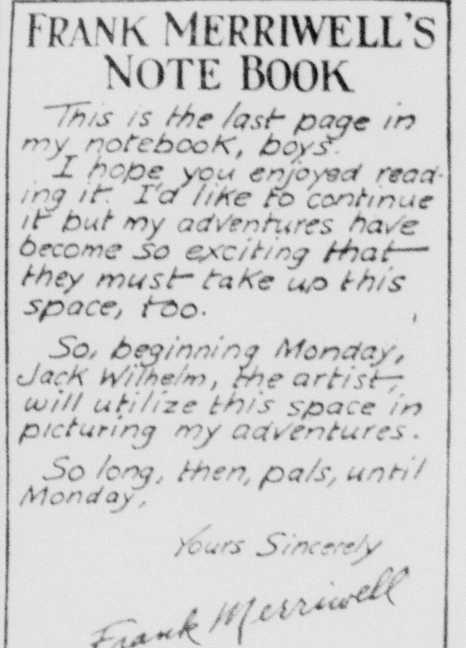 FRANK MERRIWELL'S
NOTE BOOK
This is the last page in
my notebook, boys.
I hope you enjoyed read-
ing it. I'd like to continue
it but my adventures have
become so exciting that
they must take up this
space, too.
So, beginning Monday,
Jack Wilhelm, the artist,
will utilize this space in
picturing my adventures.
So long, then, pals, until
Monday,
Yours Sincerely
Frank Merriwell